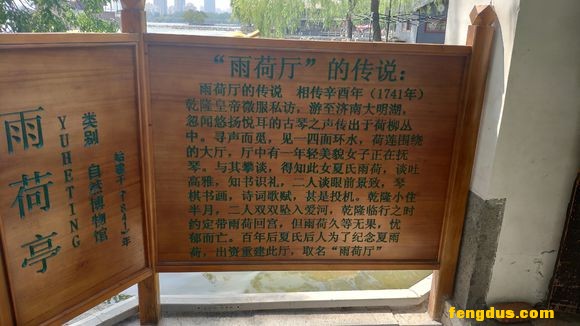 雨荷亭
YUHETING
类别 自然博物馆
始建于(1741)年
“雨荷厅”的传说：
雨荷厅的传说 相传辛酉年（1741年）
乾隆皇帝微服私访，游至济南大明湖，
忽闻悠扬悦耳的古琴之声传出于荷柳丛
中。寻声而觅，见一四面环水，荷莲围绕
的大厅，厅中有一年轻美貌女子正在抚
琴。与其攀谈，得知此女夏氏雨荷，谈吐
高雅，知书识礼，二人谈眼前景致，琴
棋书画，诗词歌赋，甚是投机。乾隆小住
半月，二人双双坠入爱河，乾隆临行之时
约定带雨荷回宫，但雨荷久等无果，忧
郁而亡。百年后夏氏后人为了纪念夏雨
荷，出资重建此厅，取名“雨荷厅”
fengdus.com